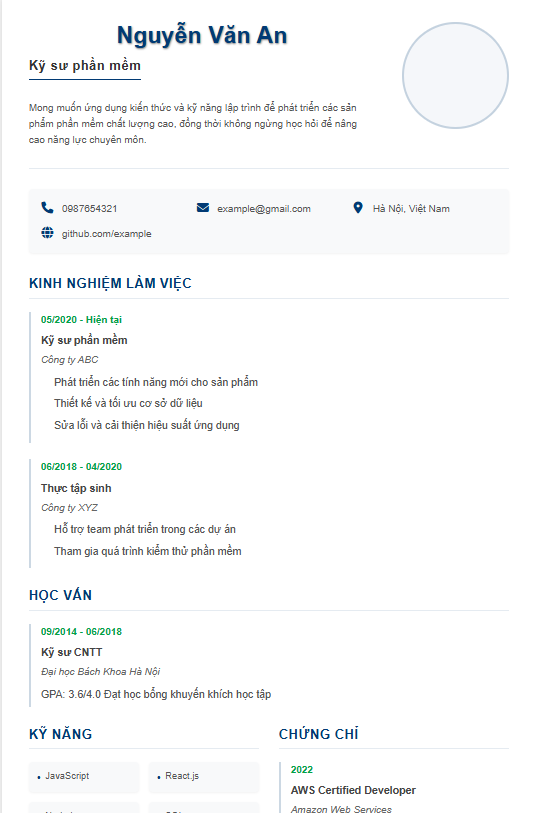 Nguyễn Văn An
Kỹ sư phần mềm
Mong muốn ứng dụng kiến thức và kỹ năng lập trình để phát triển các sản
phẩm phần mềm chất lượng cao, đồng thời không ngừng học hỏi để nâng
cao năng lực chuyên môn.
0987654321
example@gmail.com
Hà Nội, Việt Nam
github.com/example
KINH NGHIỆM LÀM VIỆC
05/2020 - Hiện tại
Kỹ sư phần mềm
Công ty ABC
Phát triển các tính năng mới cho sản phẩm
Thiết kế và tối ưu cơ sở dữ liệu
Sửa lỗi và cải thiện hiệu suất ứng dụng
06/2018 - 04/2020
Thực tập sinh
Công ty XYZ
Hỗ trợ team phát triển trong các dự án
Tham gia quá trình kiểm thử phần mềm
HỌC VẤN
09/2014 - 06/2018
Kỹ sư CNTT
Đại học Bách Khoa Hà Nội
GPA: 3.6/4.0 Đạt học bổng khuyến khích học tập
KỸ NĂNG
• JavaScript
• React.js
CHỨNG CHỈ
2022
AWS Certified Developer
Amazon Web Services